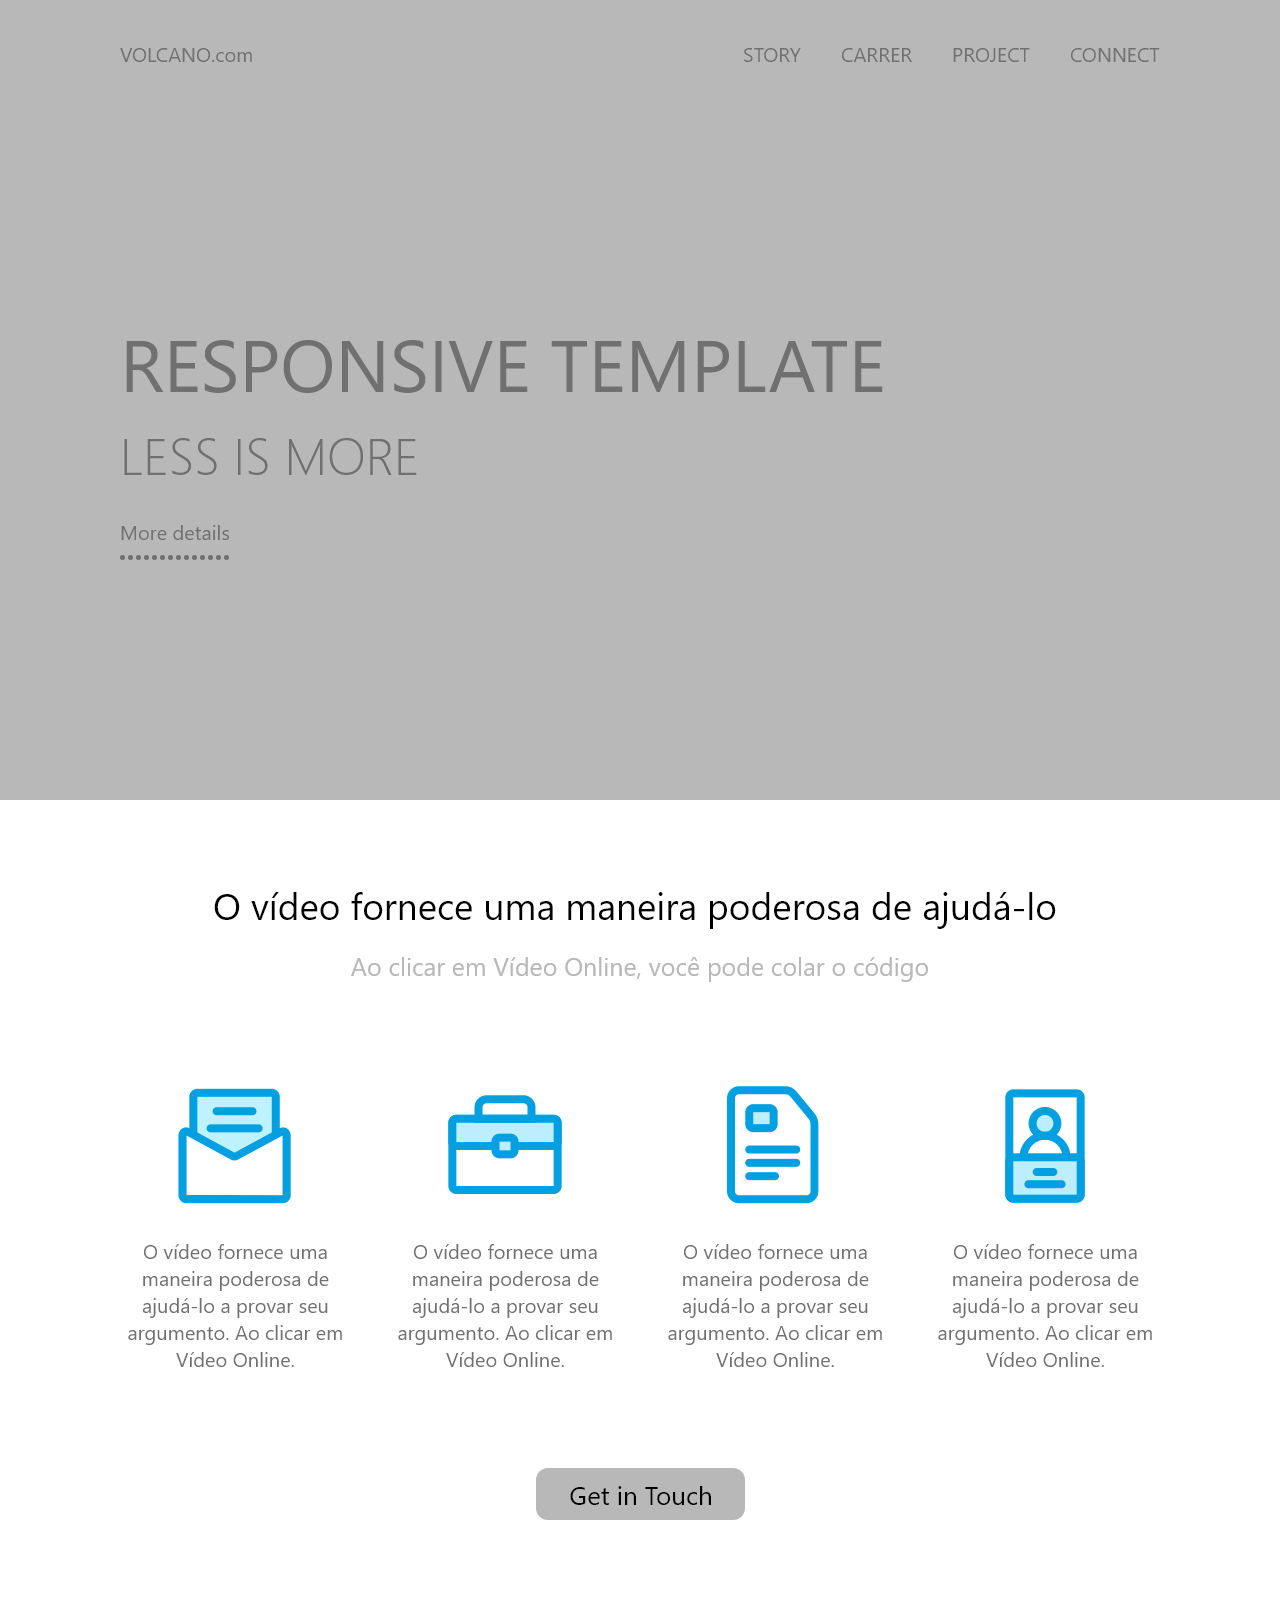 VOLCANO.com
STORY CARRER PROJECT CONNECT
RESPONSIVE TEMPLATE
LESS IS MORE
More details
O vídeo fornece uma maneira poderosa de ajudá-lo
Ao clicar em Vídeo Online, você pode colar o código
O vídeo fornece uma
maneira poderosa de
ajudá-lo a provar seu
argumento. Ao clicar em
Vídeo Online.
O vídeo fornece uma
maneira poderosa de
ajudá-lo a provar seu
argumento. Ao clicar em
Vídeo Online.
O vídeo fornece uma
maneira poderosa de
ajudá-lo a provar seu
argumento. Ao clicar em
Vídeo Online.
O vídeo fornece uma
maneira poderosa de
ajudá-lo a provar seu
argumento. Ao clicar em
Vídeo Online.
Get in Touch